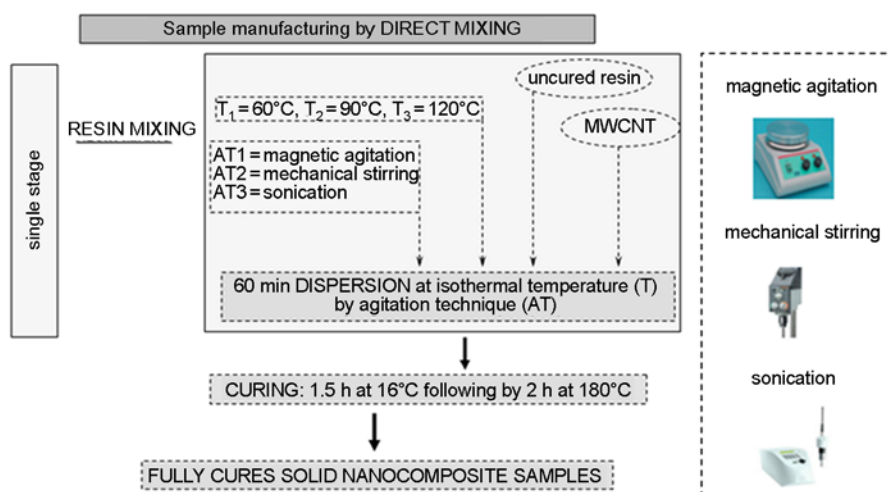 Sample manufacturing by DIRECT MIXING
single stage
RESIN MIXING
T1 = 60°C, T2 = 90°C, T3 = 120°C
AT1 = magnetic agitation
AT2 = mechanical stirring
AT3 = sonication
uncured resin
MWCNT
60 min DISPERSION at isothermal temperature (T)
by agitation technique (AT)
CURING: 1.5 h at 16°C following by 2 h at 180°C
FULLY CURES SOLID NANOCOMPOSITE SAMPLES
magnetic agitation
mechanical stirring
sonication